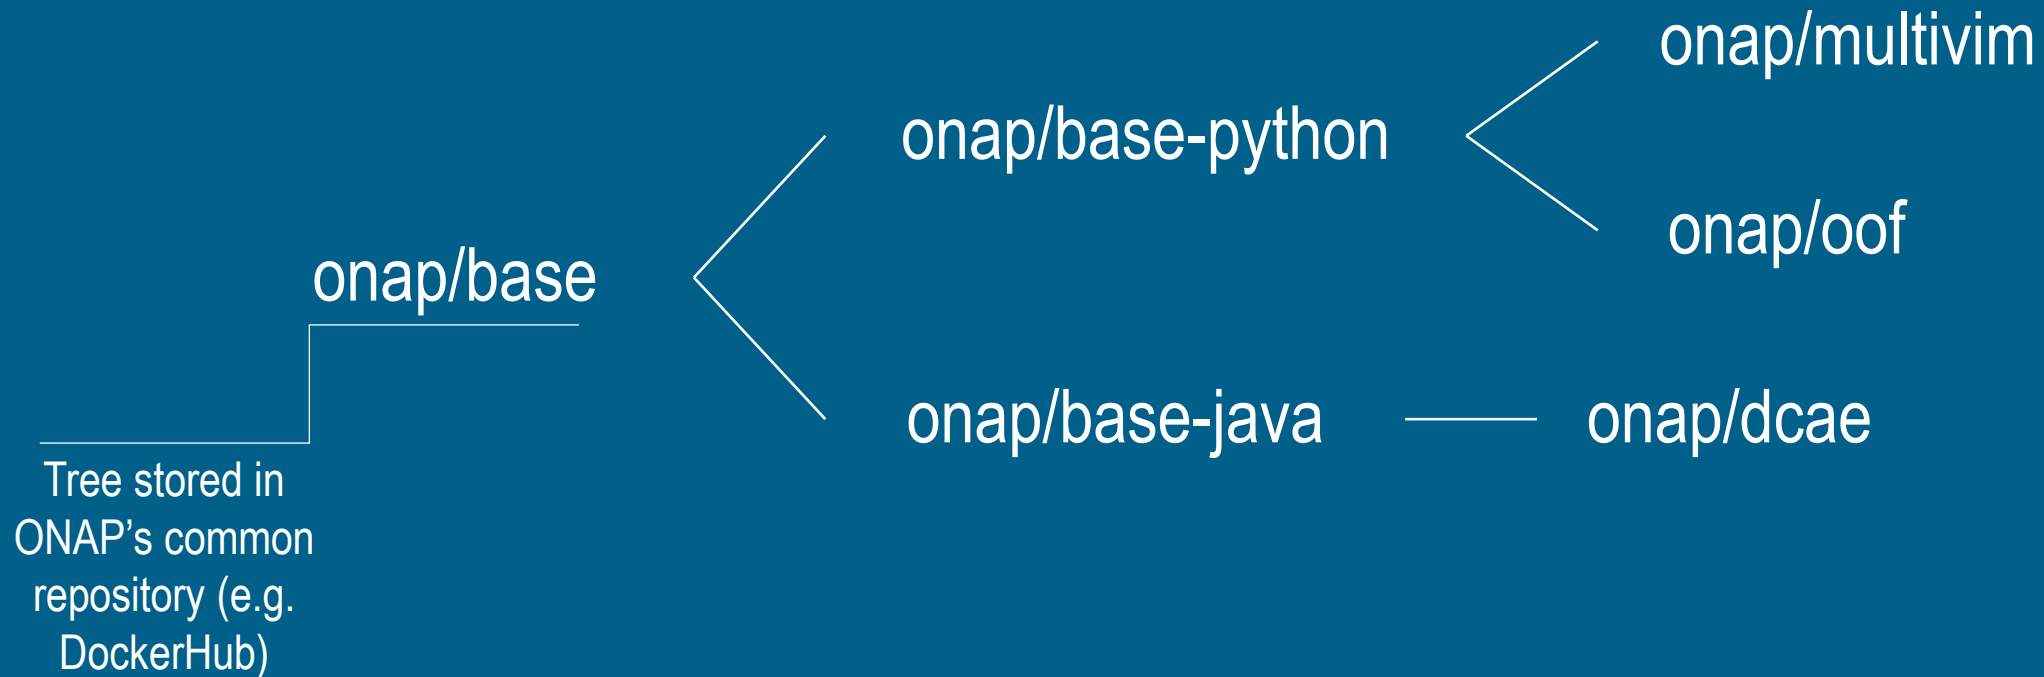 onap/multivim
onap/base-python
onap/oof
onap/base
onap/base-java
onap/dcae
Tree stored in
ONAP’s common
repository (e.g.
DockerHub)